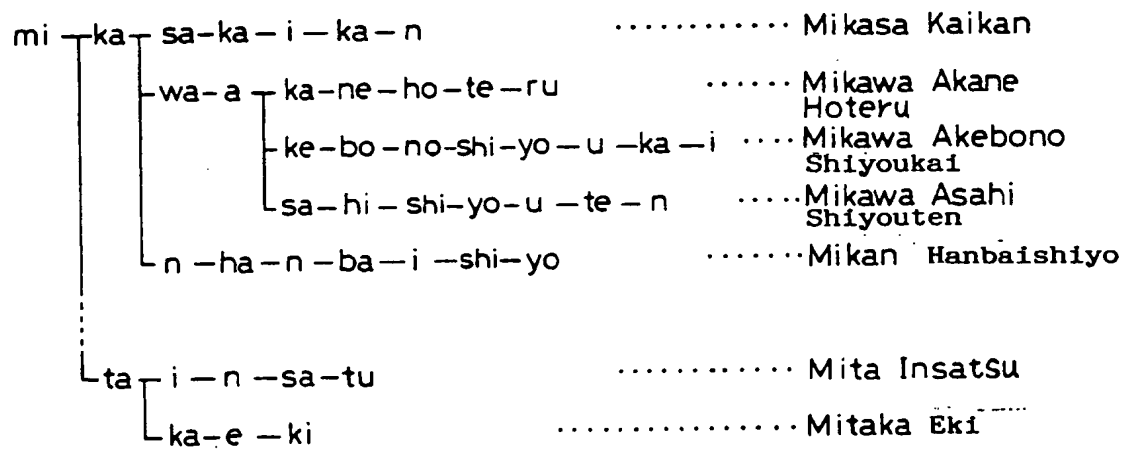 mi ka sa-ka-i-ka-n ············ Mikasa Kaikan
wa-a ka-ne-ho-te-ru ······ Mikawa Akane
Hoteru
ke-bo-no-shi-yo-u-ka-i ···· Mikawa Akebono
Shiyoukai
sa-hi-shi-yo-u-te-n ····· Mikawa Asahi
Shiyouten
n-ha-n-ba-i-shi-yo ······· Mikan Hanbaishiyo
ta i-n-sa-tu ············ Mita Insatsu
ka-e-ki ················ Mitaka Eki